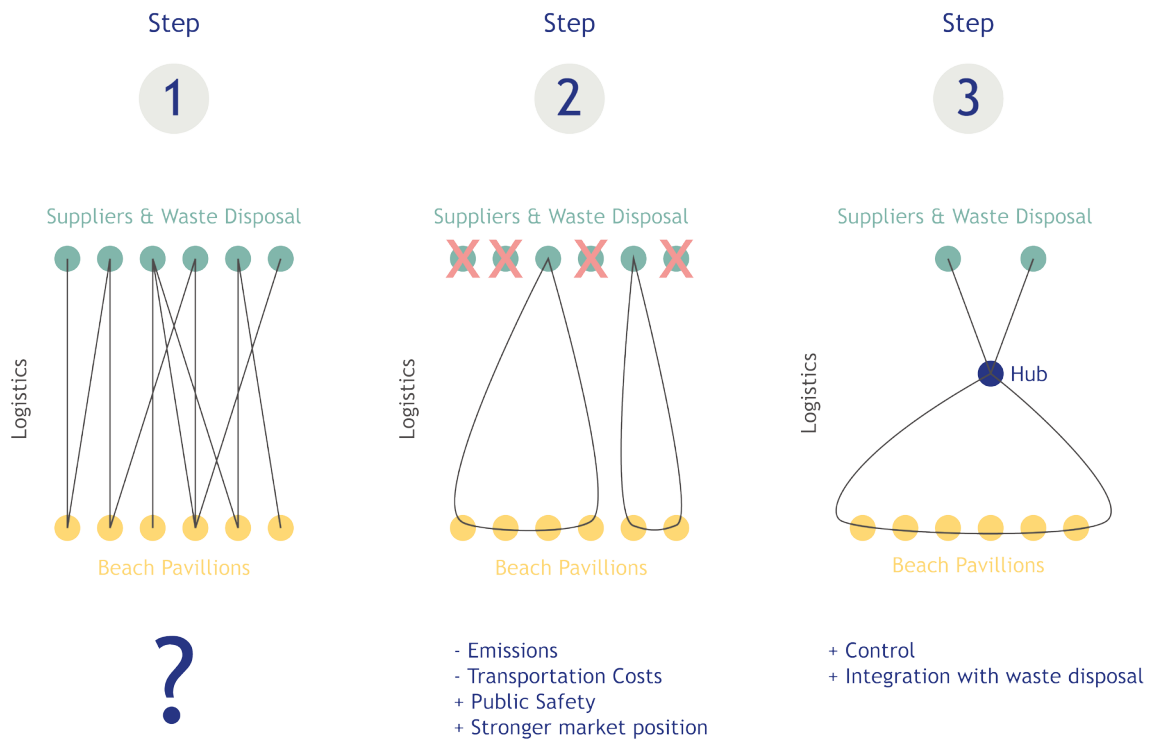 Step
1
Suppliers & Waste Disposal
Logistics
Beach Pavillions
?
Step
2
Suppliers & Waste Disposal
X X X X
Logistics
Beach Pavillions
- Emissions
- Transportation Costs
+ Public Safety
+ Stronger market position
Step
3
Suppliers & Waste Disposal
Hub
Logistics
Beach Pavillions
+ Control
+ Integration with waste disposal